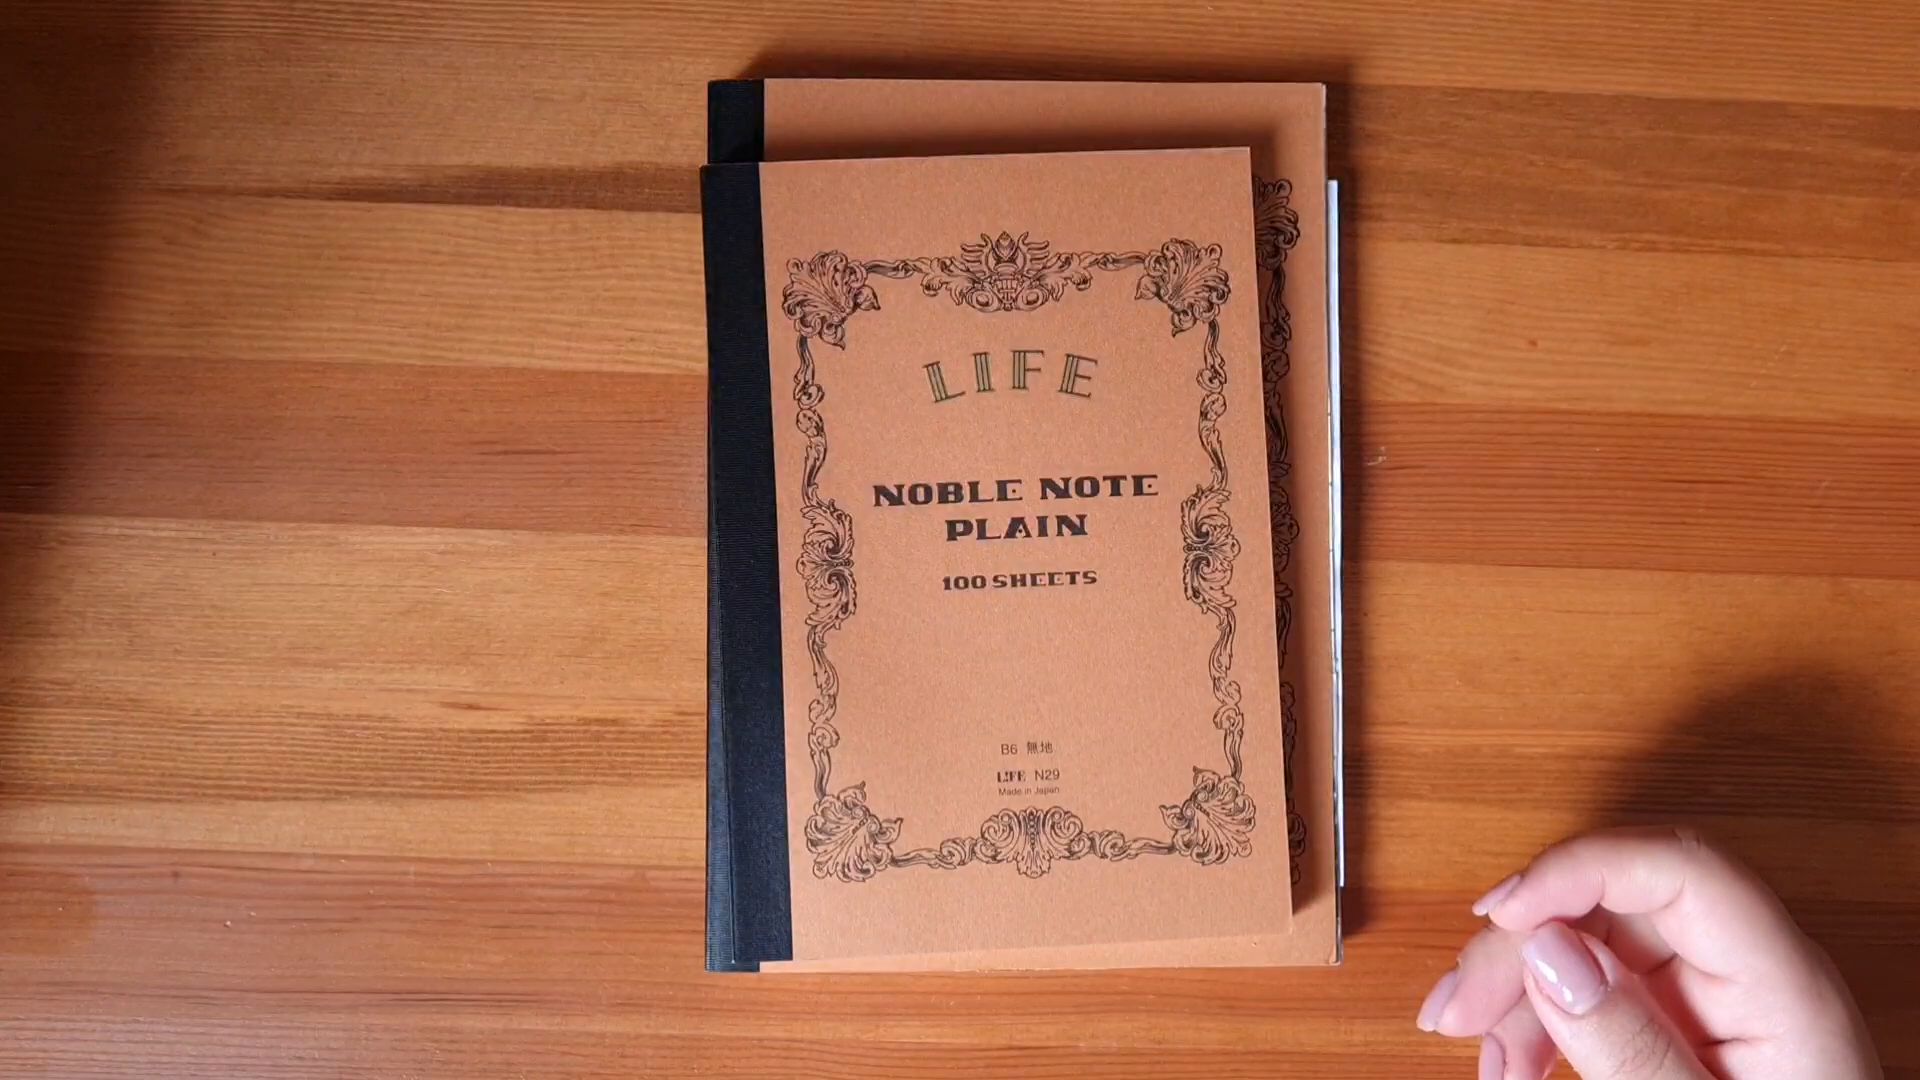 LIFE
NOBLE NOTE
PLAIN
100 SHEETS
B6 無地
LIFE N29
Made in Japan